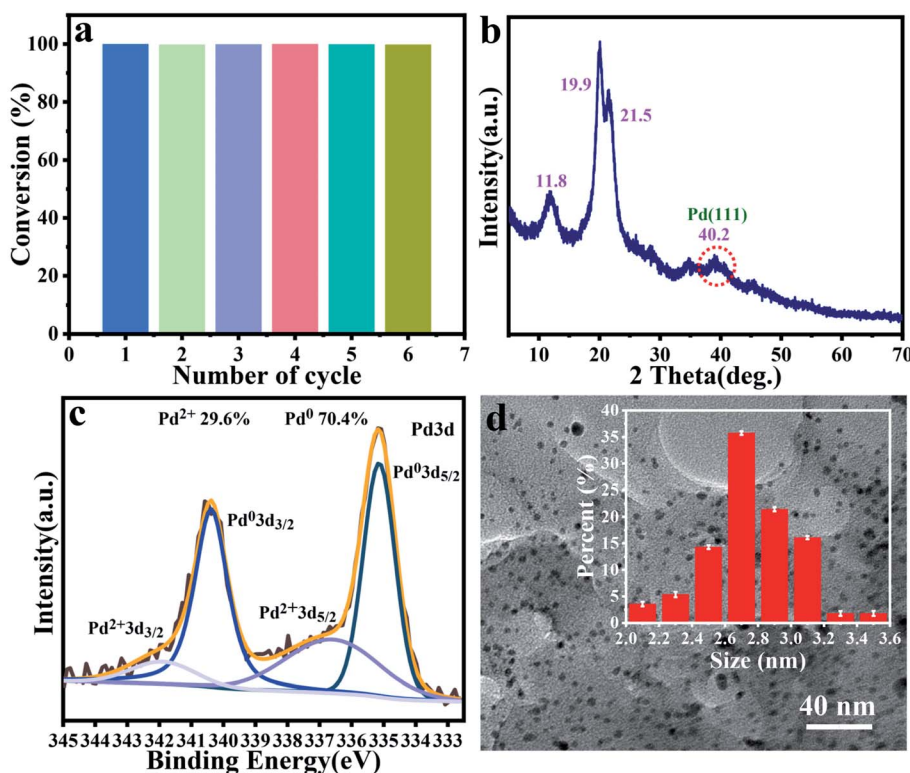 a
100
80
60
40
20
0
Conversion (%)
0 1 2 3 4 5 6 7
Number of cycle
b
19.9
21.5
11.8
Pd(111)
40.2
Intensity(a.u.)
10 20 30 40 50 60 70
2 Theta(deg.)
c
Pd2+ 29.6% Pd0 70.4% Pd3d
Pd03d5/2
Pd03d3/2
Pd2+3d5/2
Pd2+3d3/2
Intensity(a.u.)
345 344 343 342 341 340 339 338 337 336 335 334 333
Binding Energy(eV)
d
40
35
30
25
20
15
10
5
0
Percent (%)
2.0 2.2 2.4 2.6 2.8 3.0 3.2 3.4 3.6
Size (nm)
40 nm